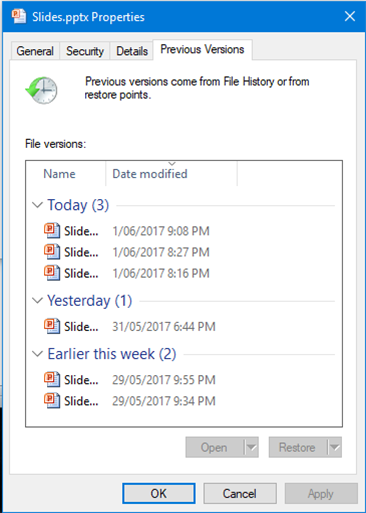 Slides.pptx Properties
General Security Details Previous Versions
Previous versions come from File History or from
restore points.
File versions:
Name Date modified
Today (3)
Slide... 1/06/2017 9:08 PM
Slide... 1/06/2017 8:27 PM
Slide... 1/06/2017 8:16 PM
Yesterday (1)
Slide... 31/05/2017 6:44 PM
Earlier this week (2)
Slide... 29/05/2017 9:55 PM
Slide... 29/05/2017 9:34 PM
Open Restore
OK Cancel Apply